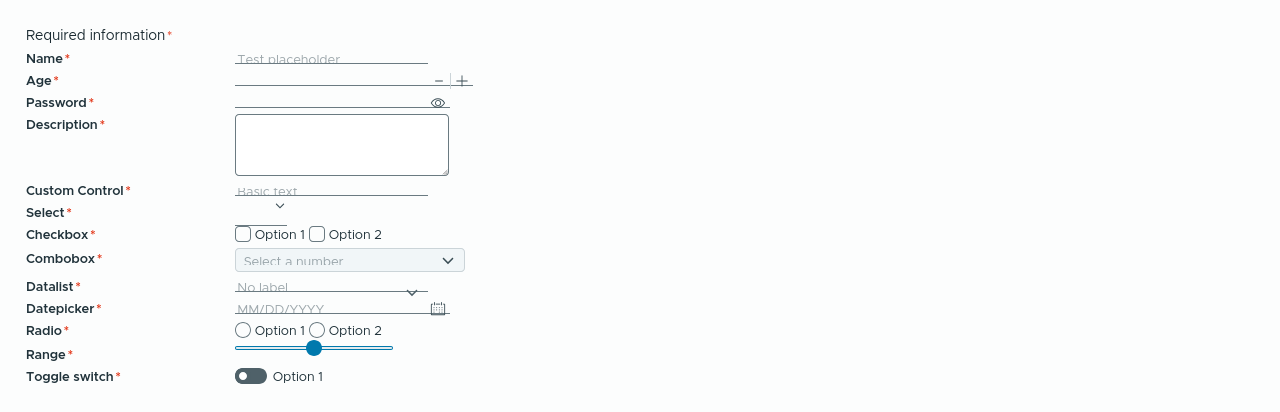 Required information*
Name* Test placeholder
Age*
Password*
Description*
Custom Control* Basic text
Select*
Checkbox* Option 1 Option 2
Combobox* Select a number
Datalist* No label
Datepicker* MM/DD/YYYY
Radio* Option 1 Option 2
Range*
Toggle switch* Option 1